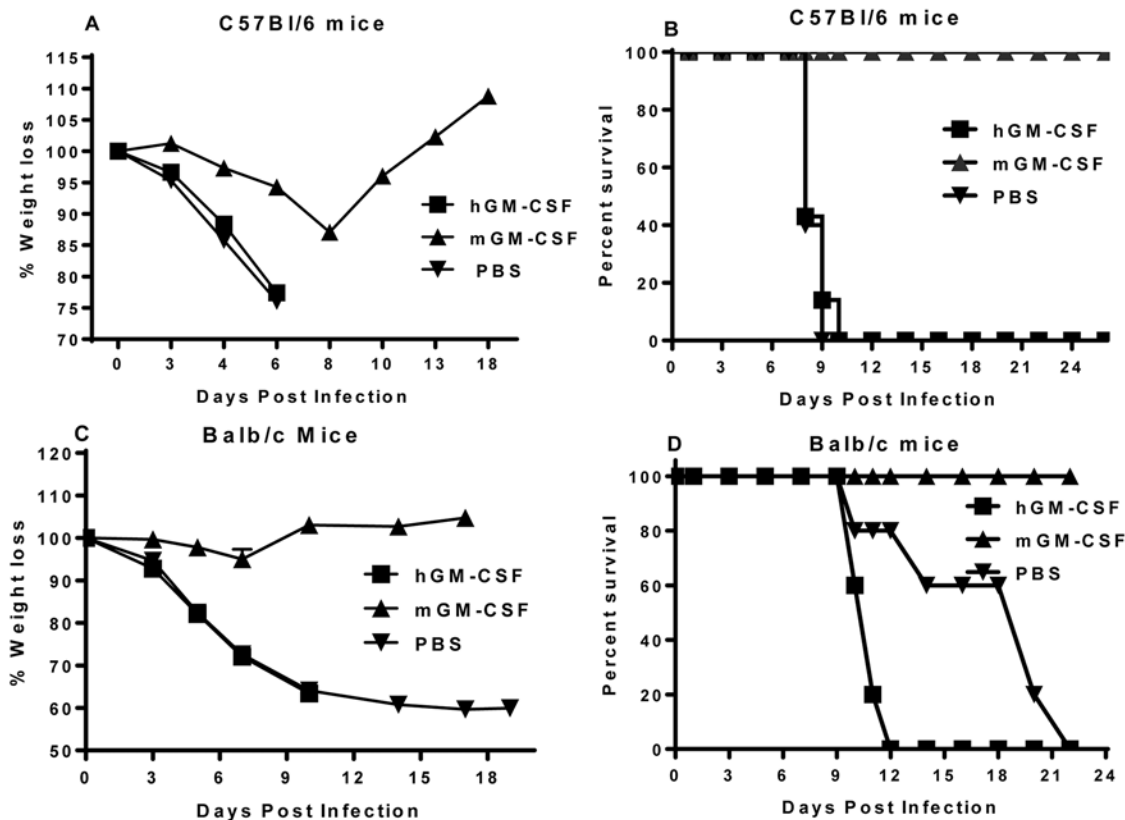 A
C57Bl/6 mice
% Weight loss
115
110
105
100
95
90
85
80
75
70
0 3 4 6 8 10 13 18
Days Post Infection
hGM-CSF
mGM-CSF
PBS
B
C57Bl/6 mice
Percent survival
100
80
60
40
20
0
0 3 6 9 12 15 18 21 24
Days Post Infection
hGM-CSF
mGM-CSF
PBS
C
Balb/c Mice
% Weight loss
120
110
100
90
80
70
60
50
0 3 6 9 12 15 18
Days Post Infection
hGM-CSF
mGM-CSF
PBS
D
Balb/c mice
Percent survival
100
80
60
40
20
0
0 3 6 9 12 15 18 21 24
Days Post Infection
hGM-CSF
mGM-CSF
PBS